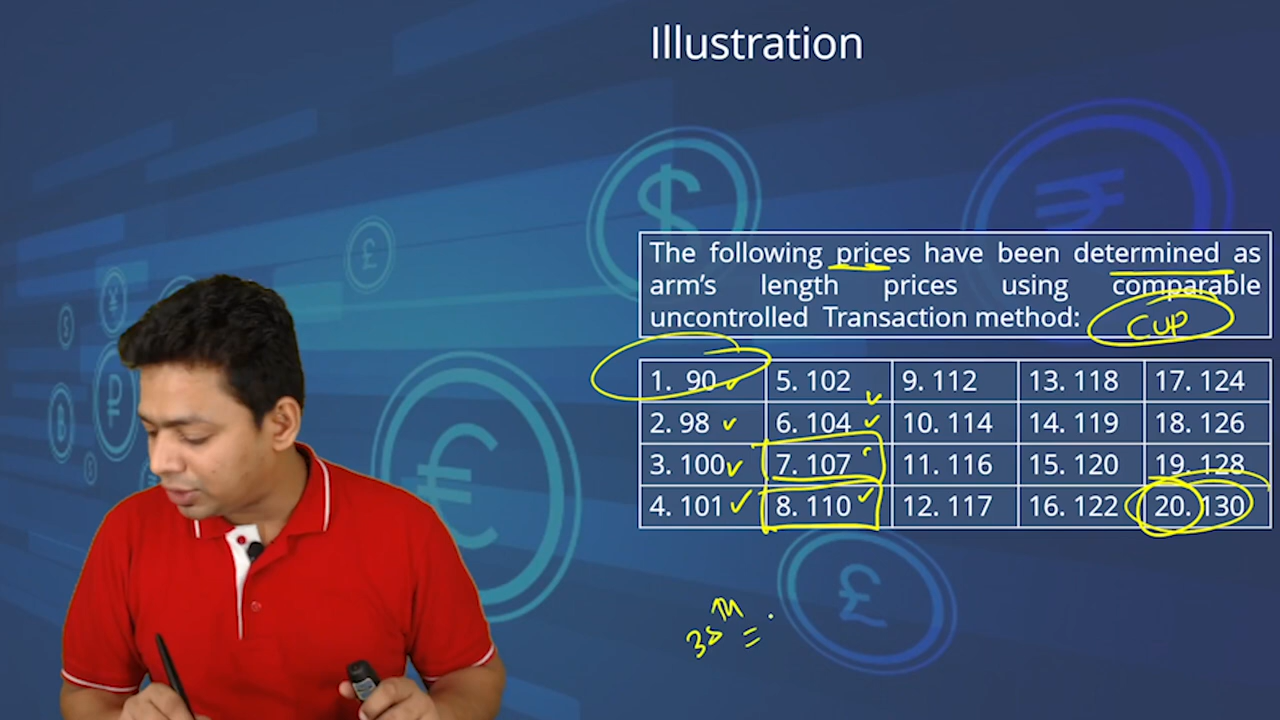 Illustration
The following prices have been determined as
arm’s length prices using comparable
uncontrolled Transaction method:
CUP
1. 90 5. 102 9. 112 13. 118 17. 124
2. 98 6. 104 10. 114 14. 119 18. 126
3. 100 7. 107 11. 116 15. 120 19. 128
4. 101 8. 110 12. 117 16. 122 20. 130
35th =